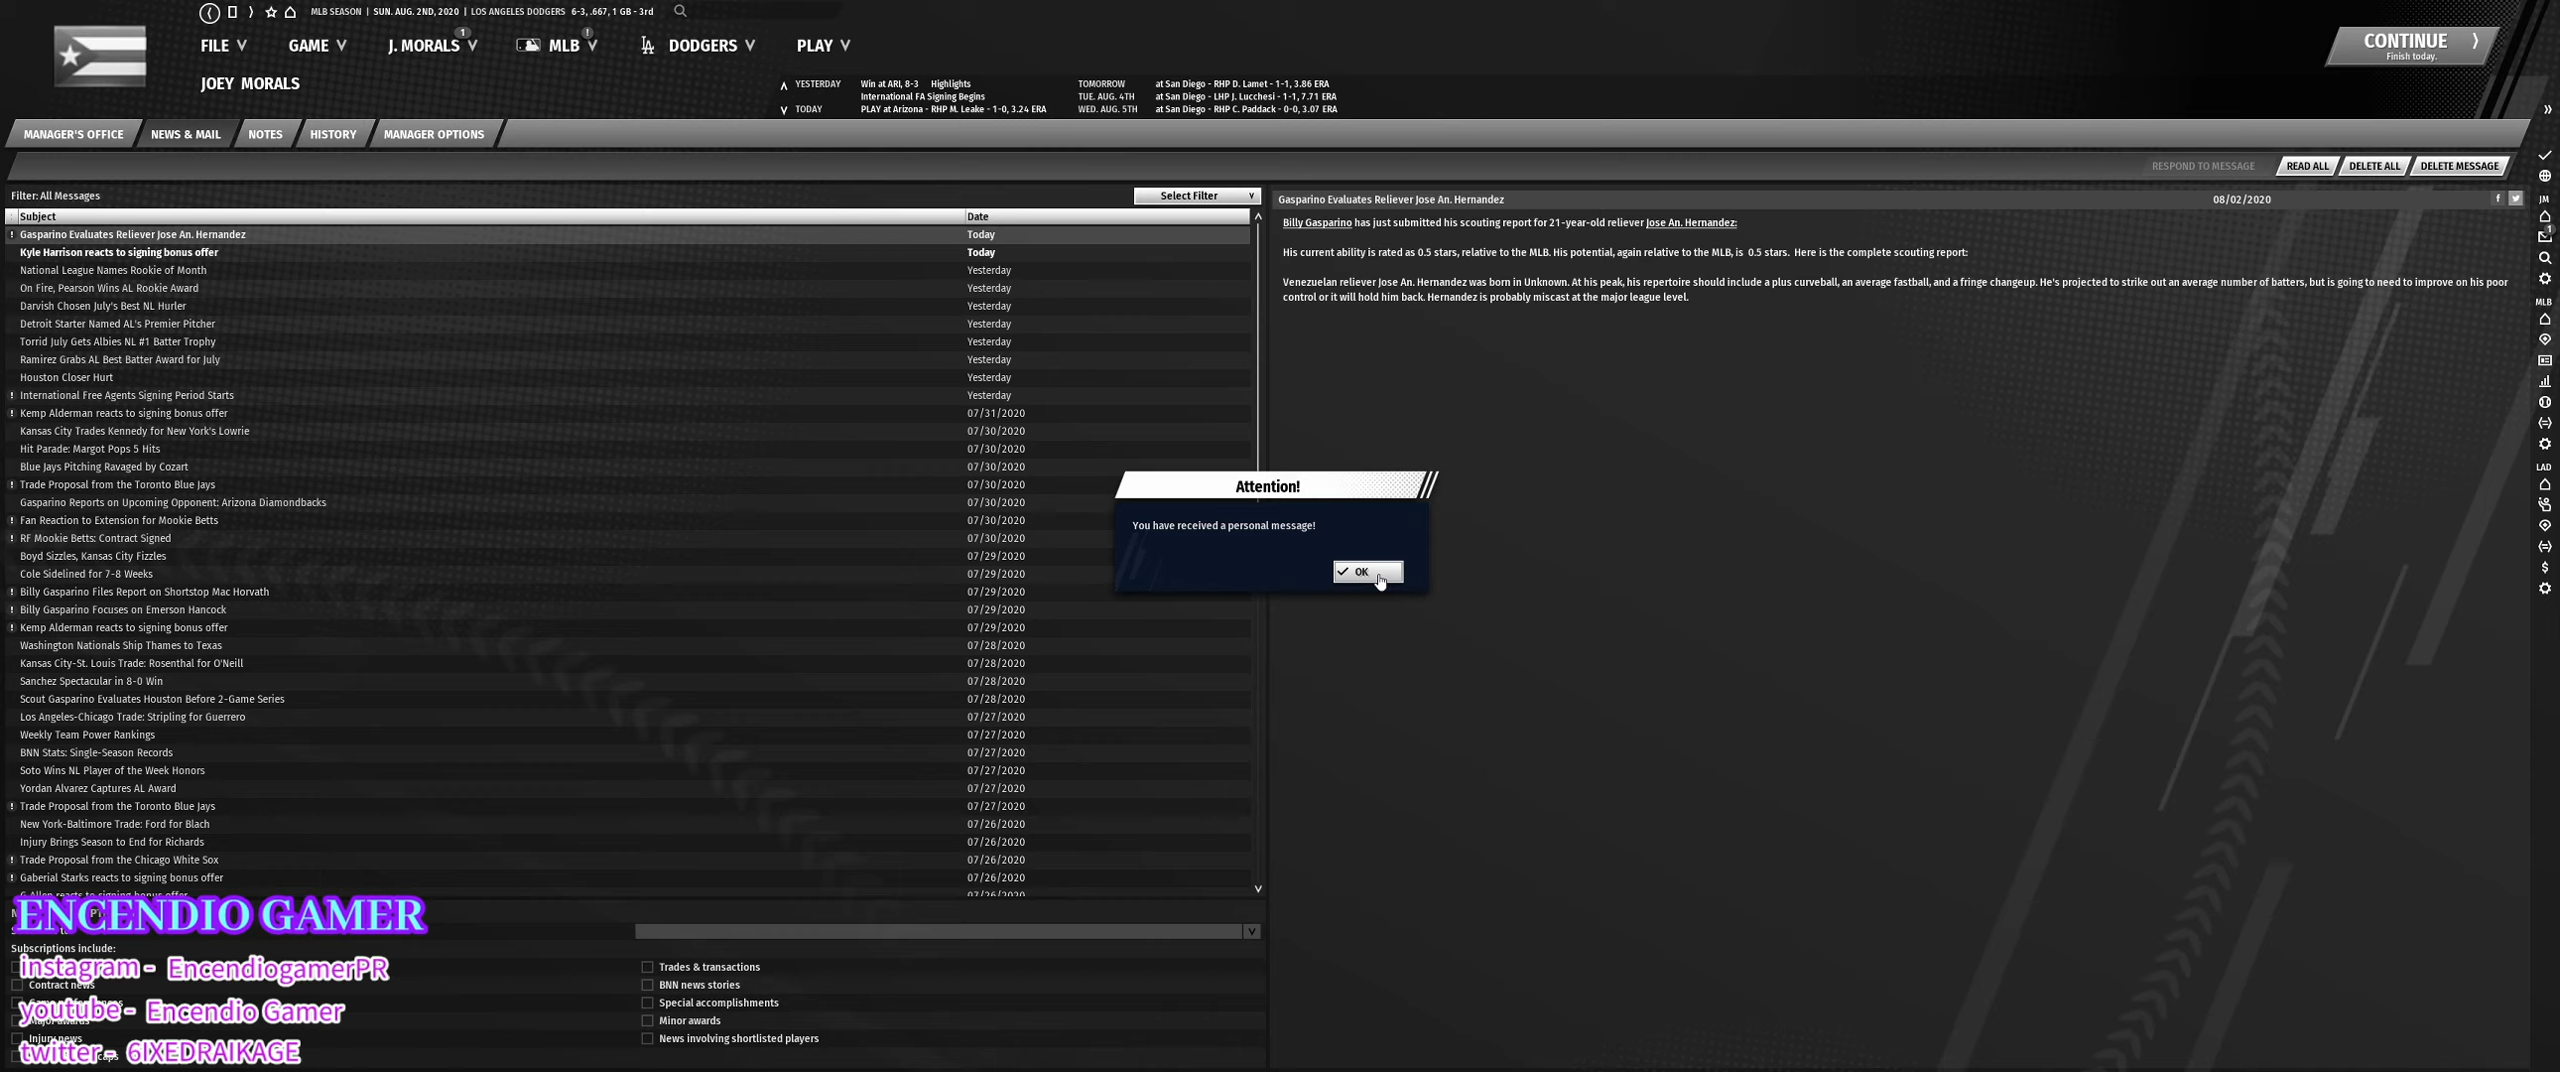 MLB SEASON | SUN. AUG. 2ND, 2020 | LOS ANGELES DODGERS 6-3, .667, 1 GB - 3rd
FILE GAME J. MORALS 1 MLB ! DODGERS PLAY
CONTINUE
Finish today.
JOEY MORALS
YESTERDAY Win at ARI, 8-3 Highlights TOMORROW at San Diego - RHP D. Lamet - 1-1, 3.86 ERA
International FA Signing Begins TUE. AUG. 4TH at San Diego - LHP J. Lucchesi - 1-1, 7.71 ERA
TODAY PLAY at Arizona - RHP M. Leake - 1-0, 3.24 ERA WED. AUG. 5TH at San Diego - RHP C. Paddack - 0-0, 3.07 ERA
MANAGER'S OFFICE NEWS & MAIL NOTES HISTORY MANAGER OPTIONS
RESPOND TO MESSAGE READ ALL DELETE ALL DELETE MESSAGE
Filter: All Messages Select Filter
Subject Date
! Gasparino Evaluates Reliever Jose An. Hernandez Today
Kyle Harrison reacts to signing bonus offer Today
National League Names Rookie of Month Yesterday
On Fire, Pearson Wins AL Rookie Award Yesterday
Darvish Chosen July's Best NL Hurler Yesterday
Detroit Starter Named AL's Premier Pitcher Yesterday
Torrid July Gets Albies NL #1 Batter Trophy Yesterday
Ramirez Grabs AL Best Batter Award for July Yesterday
Houston Closer Hurt Yesterday
! International Free Agents Signing Period Starts Yesterday
! Kemp Alderman reacts to signing bonus offer 07/31/2020
Kansas City Trades Kennedy for New York's Lowrie 07/30/2020
Hit Parade: Margot Pops 5 Hits 07/30/2020
Blue Jays Pitching Ravaged by Cozart 07/30/2020
! Trade Proposal from the Toronto Blue Jays 07/30/2020
Gasparino Reports on Upcoming Opponent: Arizona Diamondbacks 07/30/2020
! Fan Reaction to Extension for Mookie Betts 07/30/2020
! RF Mookie Betts: Contract Signed 07/30/2020
Boyd Sizzles, Kansas City Fizzles 07/29/2020
Cole Sidelined for 7-8 Weeks 07/29/2020
! Billy Gasparino Files Report on Shortstop Mac Horvath 07/29/2020
! Billy Gasparino Focuses on Emerson Hancock 07/29/2020
! Kemp Alderman reacts to signing bonus offer 07/29/2020
Washington Nationals Ship Thames to Texas 07/28/2020
Kansas City-St. Louis Trade: Rosenthal for O'Neill 07/28/2020
Sanchez Spectacular in 8-0 Win 07/28/2020
Scout Gasparino Evaluates Houston Before 2-Game Series 07/28/2020
Los Angeles-Chicago Trade: Stripling for Guerrero 07/27/2020
Weekly Team Power Rankings 07/27/2020
BNN Stats: Single-Season Records 07/27/2020
Soto Wins NL Player of the Week Honors 07/27/2020
Yordan Alvarez Captures AL Award 07/27/2020
! Trade Proposal from the Toronto Blue Jays 07/27/2020
New York-Baltimore Trade: Ford for Blach 07/26/2020
Injury Brings Season to End for Richards 07/26/2020
! Trade Proposal from the Chicago White Sox 07/26/2020
! Gaberial Starks reacts to signing bonus offer 07/26/2020
Gasparino Evaluates Reliever Jose An. Hernandez 08/02/2020
Billy Gasparino has just submitted his scouting report for 21-year-old reliever Jose An. Hernandez:
His current ability is rated as 0.5 stars, relative to the MLB. His potential, again relative to the MLB, is 0.5 stars. Here is the complete scouting report:
Venezuelan reliever Jose An. Hernandez was born in Unknown. At his peak, his repertoire should include a plus curveball, an average fastball, and a fringe changeup. He's projected to strike out an average number of batters, but is going to need to improve on his poor
control or it will hold him back. Hernandez is probably miscast at the major league level.
Attention!
You have received a personal message!
OK
JM
1
MLB
LAD
$
ENCENDIO GAMER
Subscriptions include:
instagram - EncendiogamerPR
Contract news
youtube - Encendio Gamer
Injury news
twitter - 6IXEDRAIKAGE
Trades & transactions
BNN news stories
Special accomplishments
Minor awards
News involving shortlisted players